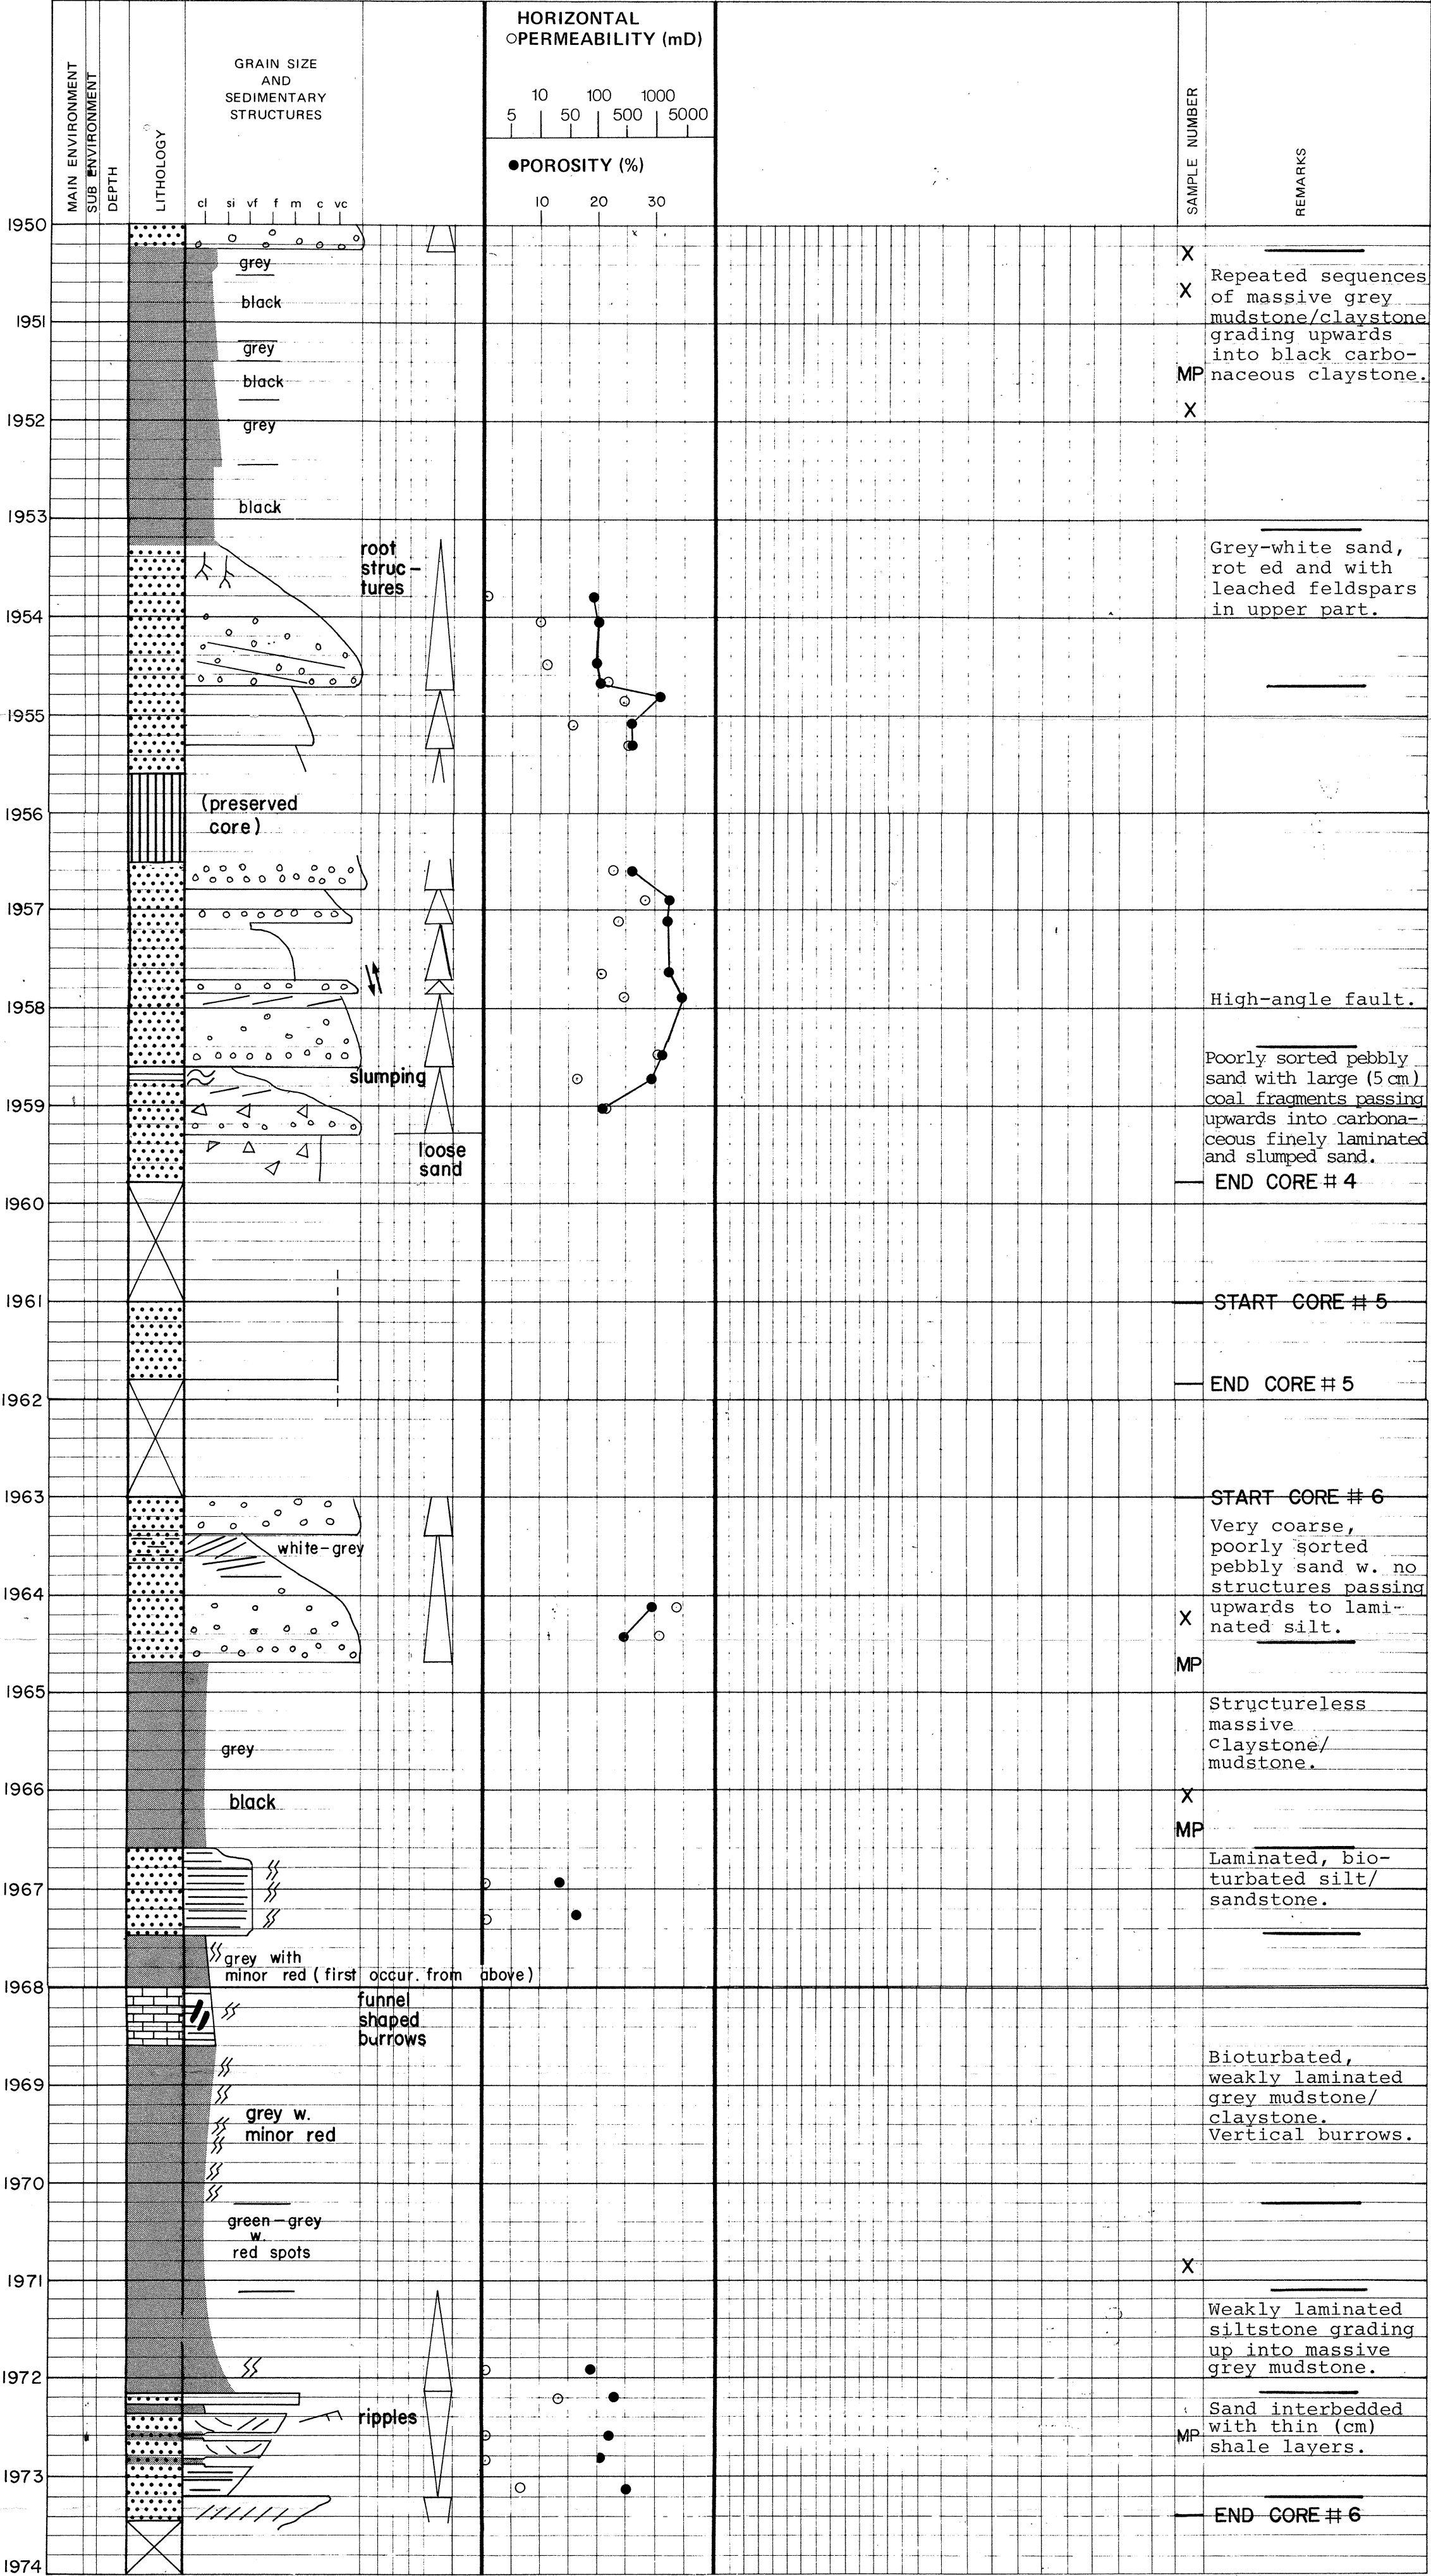 HORIZONTAL
PERMEABILITY (mD)
10 100 1000
5 50 500 5000
POROSITY (%)
10 20 30
MAIN ENVIRONMENT
SUB ENVIRONMENT
DEPTH
LITHOLOGY
GRAIN SIZE
AND
SEDIMENTARY
STRUCTURES
cl si vf f m c vc
SAMPLE NUMBER
REMARKS
1950
grey
X
black
X
Repeated sequences
of massive grey
mudstone/claystone
grading upwards
into black carbo-
naceous claystone.
1951
grey
black
MP
1952
grey
X
black
1953
root
struc-
tures
Grey-white sand,
rot ed and with
leached feldspars
in upper part.
1954
1955
(preserved
core)
1956
1957
1958
High-angle fault.
slumping
Poorly sorted pebbly
sand with large (5 cm)
coal fragments passing
upwards into carbona-
ceous finely laminated
and slumped sand.
1959
loose
sand
END CORE # 4
1960
1961
START CORE # 5
END CORE # 5
1962
1963
START CORE # 6
white-grey
Very coarse,
poorly sorted
pebbly sand w. no
structures passing
upwards to lami-
nated silt.
1964
X
MP
1965
grey
Structureless
massive
claystone/
mudstone.
1966
black
X
MP
Laminated, bio-
turbated silt/
sandstone.
1967
grey with
minor red (first occur. from above)
1968
funnel
shaped
burrows
1969
grey w.
minor red
Bioturbated,
weakly laminated
grey mudstone/
claystone.
Vertical burrows.
1970
green-grey
w.
red spots
X
1971
Weakly laminated
siltstone grading
up into massive
grey mudstone.
1972
ripples
MP
Sand interbedded
with thin (cm)
shale layers.
1973
END CORE # 6
1974